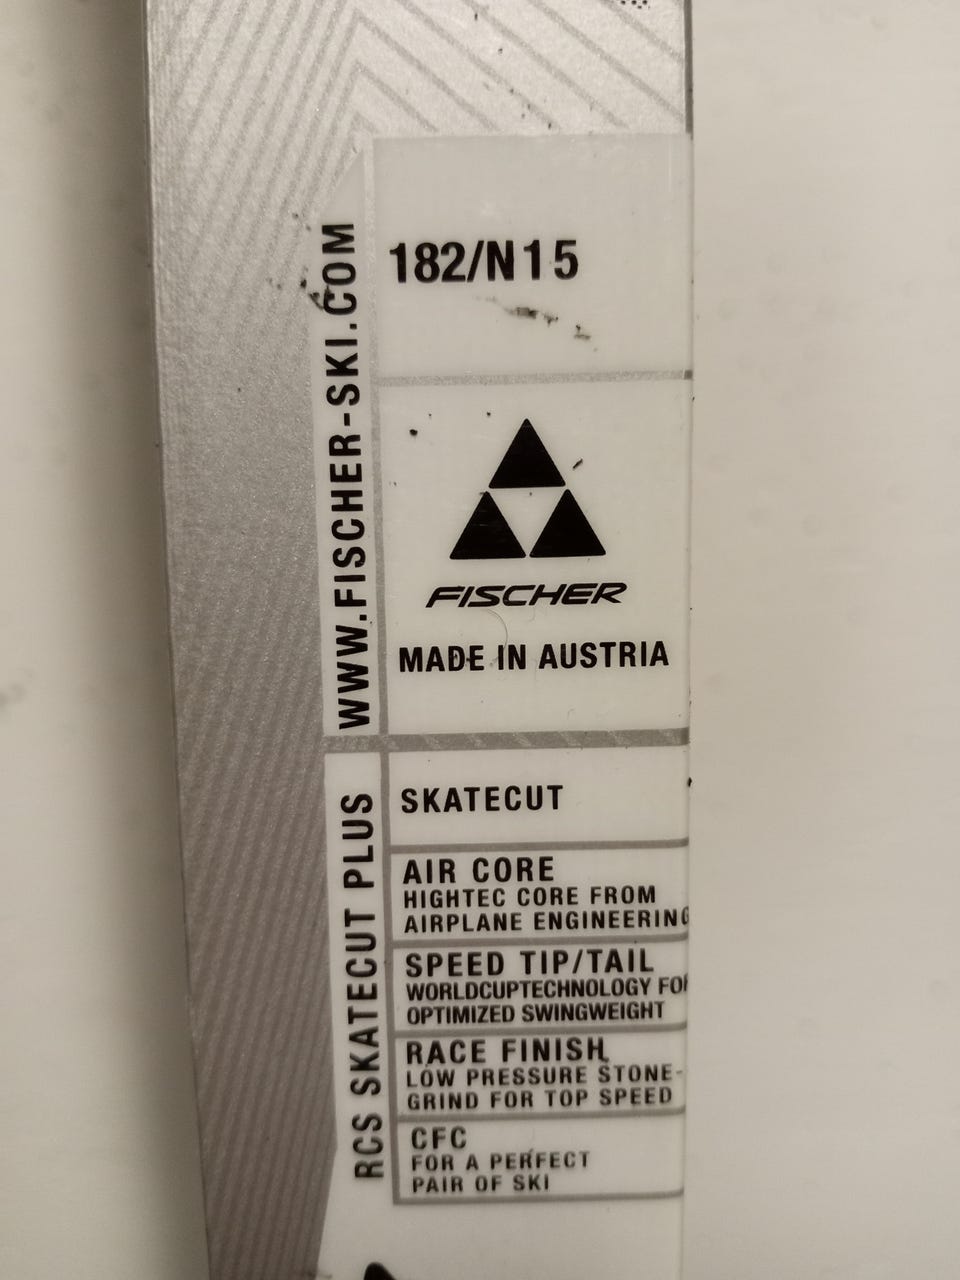 182/N15
WWW.FISCHER-SKI.COM
FISCHER
MADE IN AUSTRIA
RCS SKATECUT PLUS
SKATECUT
AIR CORE
HIGHTEC CORE FROM
AIRPLANE ENGINEERING
SPEED TIP/TAIL
WORLDCUPTECHNOLOGY FOR
OPTIMIZED SWINGWEIGHT
RACE FINISH
LOW PRESSURE STONE-
GRIND FOR TOP SPEED
CFC
FOR A PERFECT
PAIR OF SKI